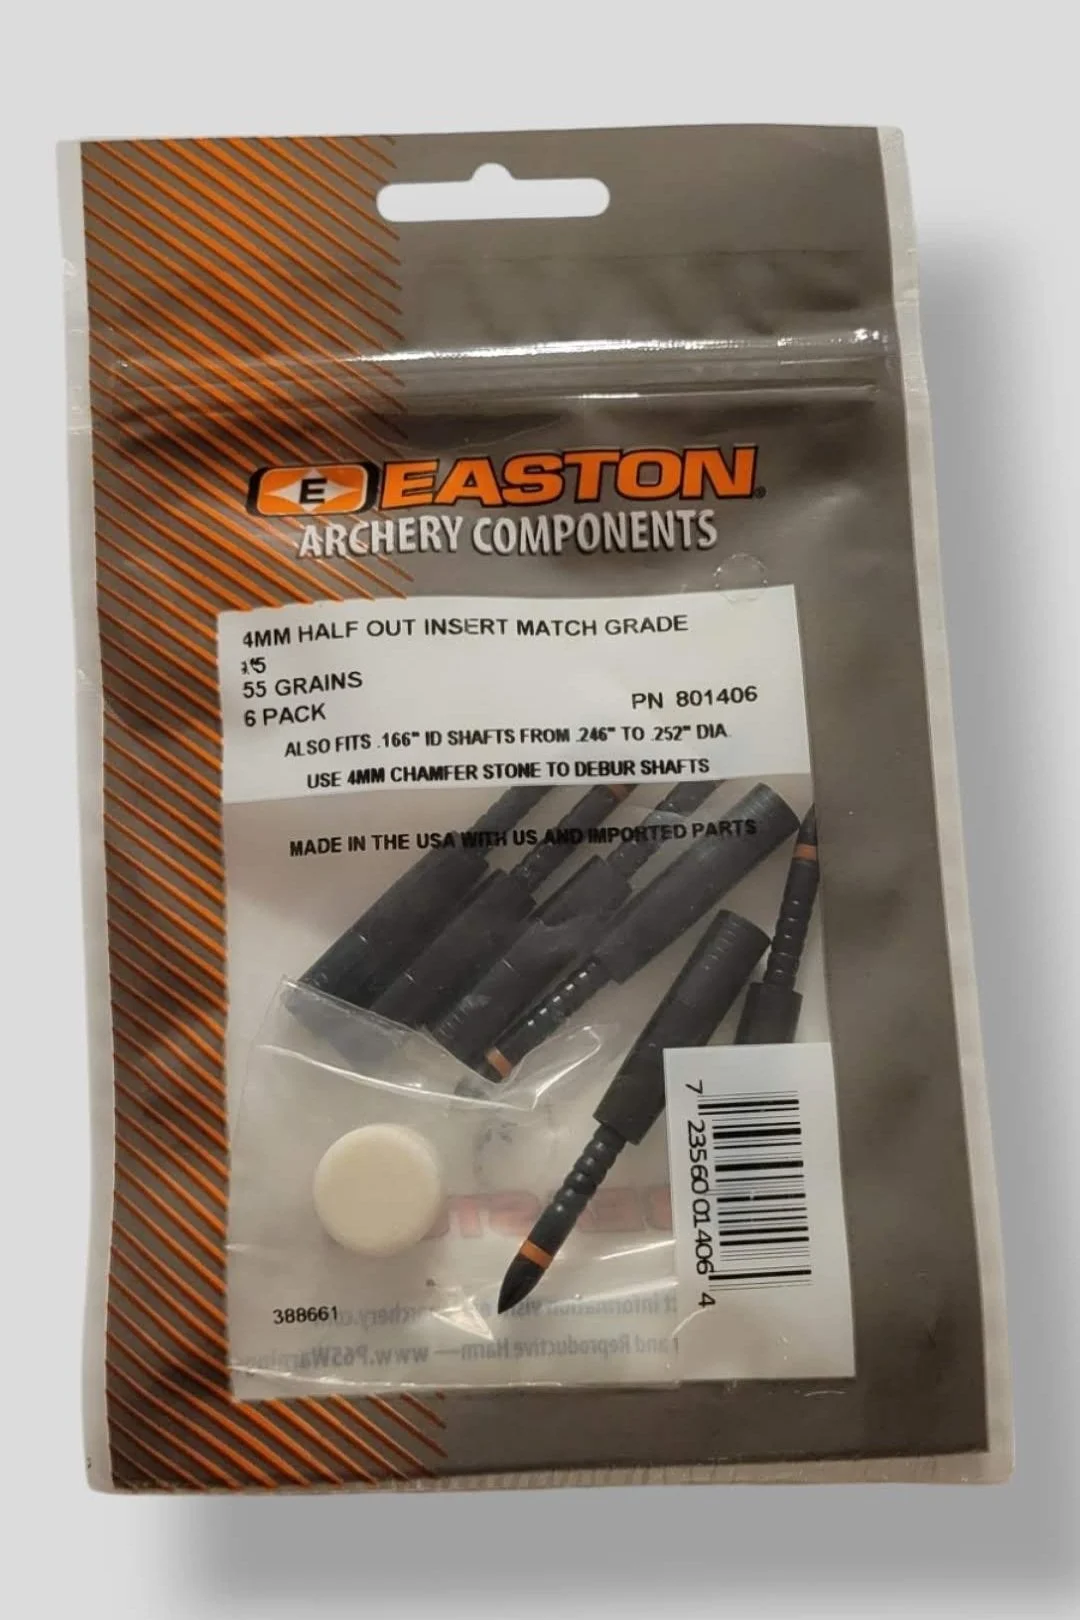 E EASTON®
ARCHERY COMPONENTS
4MM HALF OUT INSERT MATCH GRADE
55 GRAINS
6 PACK
PN 801406
ALSO FITS .166" ID SHAFTS FROM .246" TO .252" DIA.
USE 4MM CHAMFER STONE TO DEBUR SHAFTS
MADE IN THE USA WITH US AND IMPORTED PARTS
7 23560 01406 4
388661